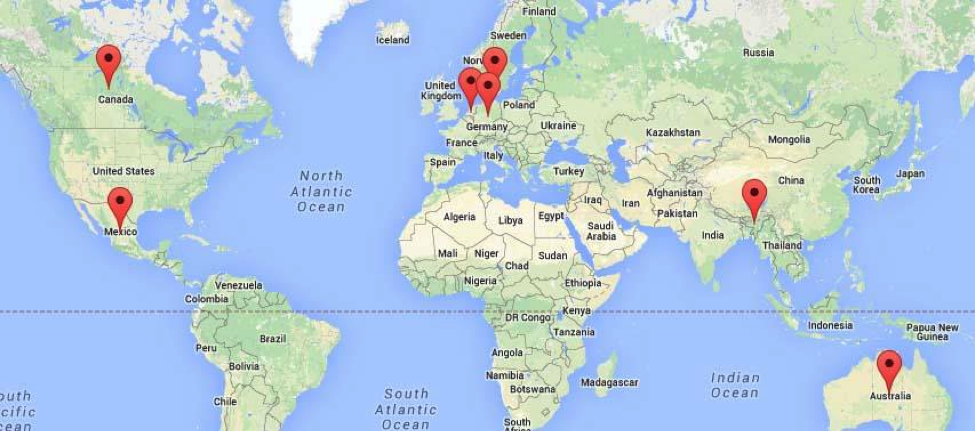 Finland
Iceland
Sweden
Norw
Russia
Canada
United
Kingdom
Poland
Germany
Ukraine
Kazakhstan
Mongolia
France
Italy
Spain
Turkey
United States
North
Atlantic
Ocean
China
South
Korea
Japan
Afghanistan
Iraq
Iran
Pakistan
Algeria
Libya
Egypt
Saudi
Arabia
India
Thailand
Mexico
Mali
Niger
Chad
Sudan
Nigeria
Ethiopia
Venezuela
Colombia
DR Congo
Kenya
Tanzania
Indonesia
Papua New
Guinea
Peru
Brazil
Bolivia
Angola
Namibia
Botswana
Madagascar
Chile
South
Atlantic
Ocean
Indian
Ocean
Australia
outh
cific
cean
South
Africa